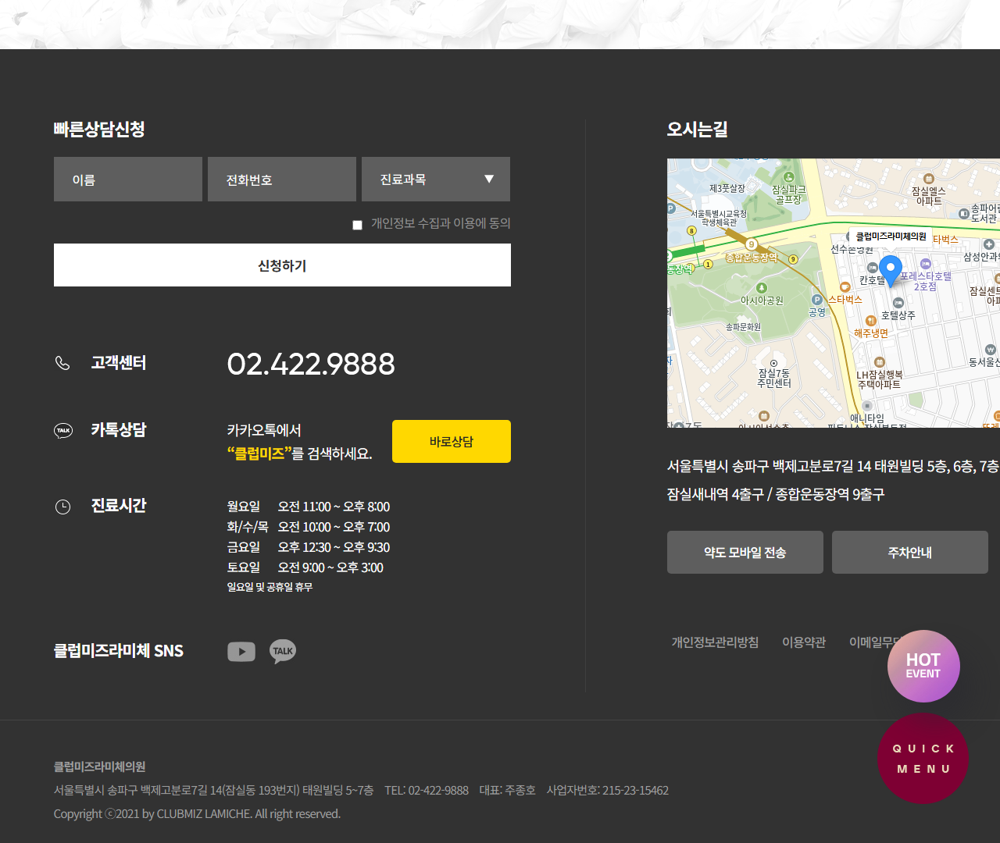 빠른상담신청
이름
전화번호
진료과목
개인정보 수집과 이용에 동의
신청하기
고객센터
02.422.9888
TALK
카톡상담
카카오톡에서
“클럽미즈”를 검색하세요.
바로상담
진료시간
월요일 오전 11:00 ~ 오후 8:00
화/수/목 오전 10:00 ~ 오후 7:00
금요일 오후 12:30 ~ 오후 9:30
토요일 오전 9:00 ~ 오후 3:00
일요일 및 공휴일 휴무
클럽미즈라미체 SNS
TALK
오시는길
제3풋살장
잠실파크
골프장
잠실엘스
아파트
P
서울특별시교육청
학생체육관
송파어린
도서관
8
클럽미즈라미체의원
타벅스
9
종합운동장역
9
1
선수촌병원
삼성안과의
칸호텔
포레스타호텔
2호점
아시아공원
P
공영
스타벅스
잠실센트
호텔상주
송파문화원
해주냉면
동서울신
잠실7동
주민센터
LH잠실행복
주택아파트
애니타임
서울특별시 송파구 백제고분로7길 14 태원빌딩 5층, 6층, 7층
잠실새내역 4출구 / 종합운동장역 9출구
약도 모바일 전송
주차안내
개인정보관리방침
이용약관
이메일무단
HOT
EVENT
QUICK
MENU
클럽미즈라미체의원
서울특별시 송파구 백제고분로7길 14(잠실동 193번지) 태원빌딩 5~7층 TEL: 02-422-9888 대표: 주종호 사업자번호: 215-23-15462
Copyright ⓒ2021 by CLUBMIZ LAMICHE. All right reserved.